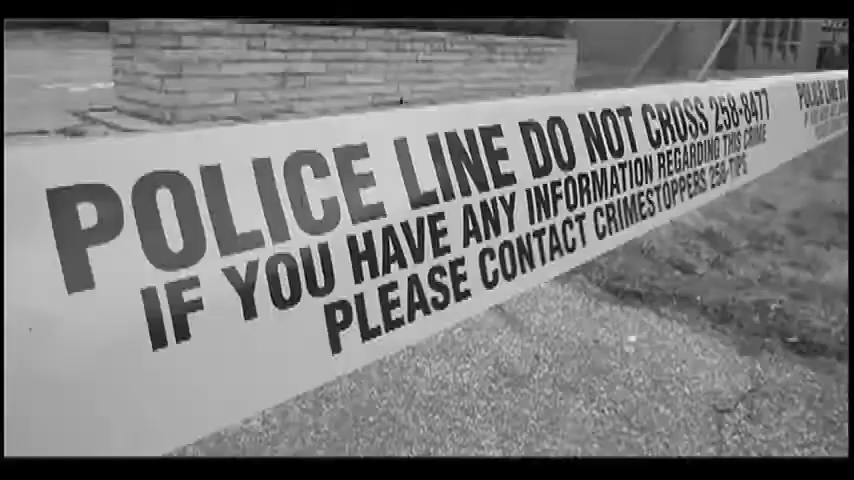 POLICE LINE DO NOT CROSS 258-8477
IF YOU HAVE ANY INFORMATION REGARDING THIS CRIME
PLEASE CONTACT CRIMESTOPPERS 258-TIPS
POLICE LINE